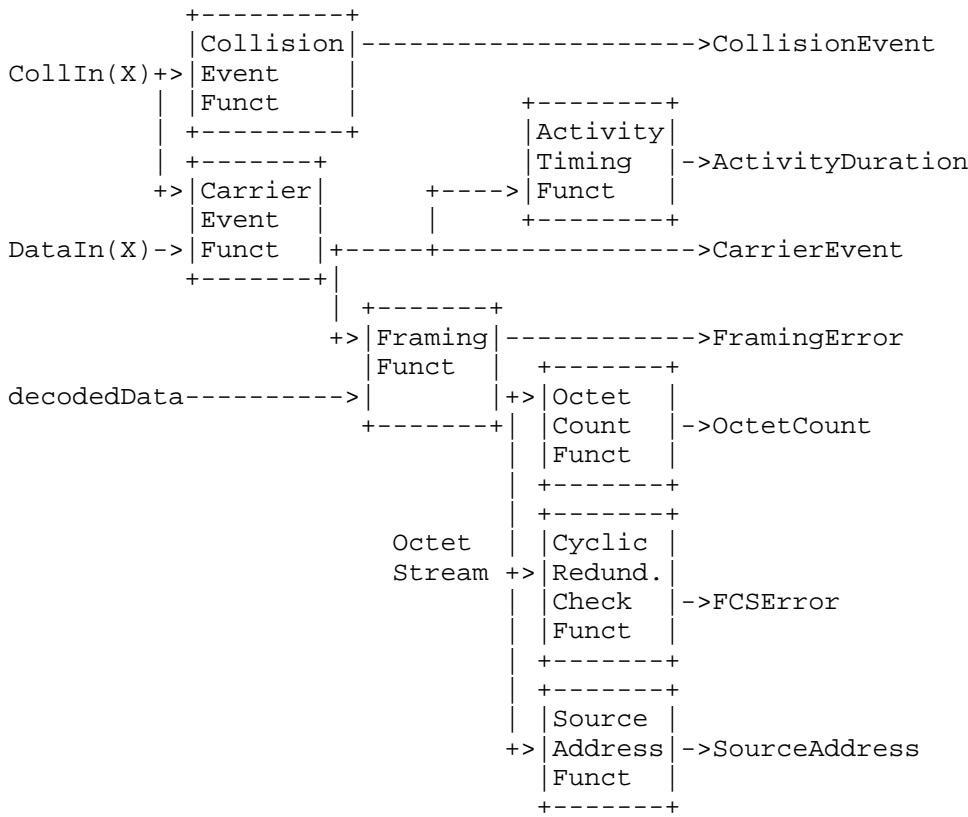 Collision
->CollisionEvent
CollIn(X)
Event
Funct
Activity
Timing
->ActivityDuration
Carrier
Funct
Event
DataIn(X)->
Funct
>CarrierEvent
Framing
>FramingError
Funct
decodedData
Octet
Count
->OctetCount
Funct
Octet
Cyclic
Stream
Redund.
Check
->FCSError
Funct
Source
Address
->SourceAddress
Funct